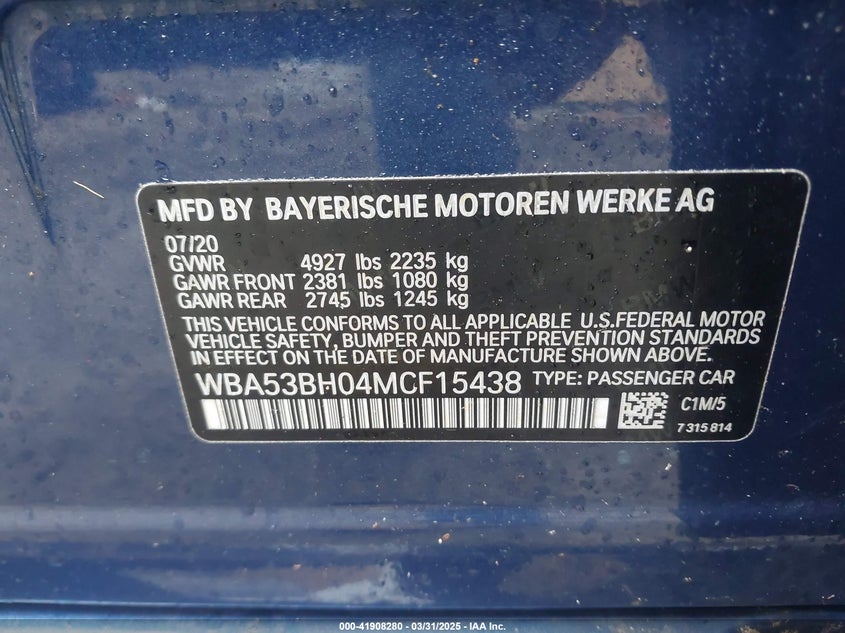 MFD BY BAYERISCHE MOTOREN WERKE AG
07/20
GVWR 4927 lbs 2235 kg
GAWR FRONT 2381 lbs 1080 kg
GAWR REAR 2745 lbs 1245 kg
THIS VEHICLE CONFORMS TO ALL APPLICABLE U.S.FEDERAL MOTOR
VEHICLE SAFETY, BUMPER AND THEFT PREVENTION STANDARDS
IN EFFECT ON THE DATE OF MANUFACTURE SHOWN ABOVE.
WBA53BH04MCF15438 TYPE: PASSENGER CAR
C1M/5
7315814
000-41908280 - 03/31/2025 - IAA Inc.